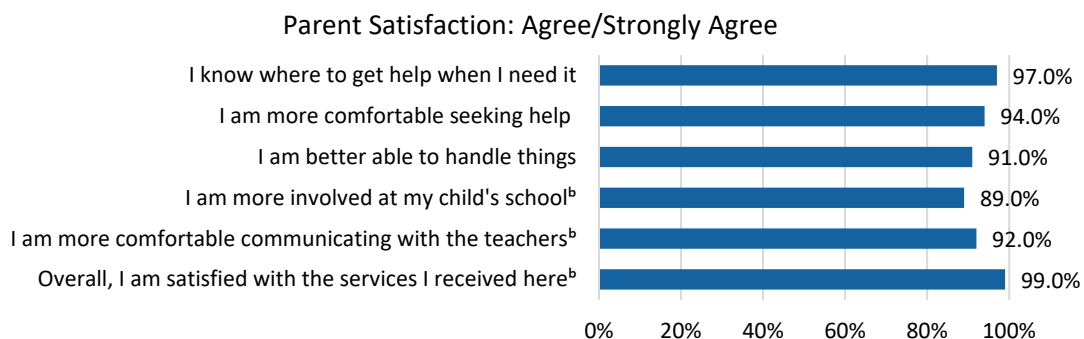 Parent Satisfaction: Agree/Strongly Agree
I know where to get help when I need it 97.0%
I am more comfortable seeking help 94.0%
I am better able to handle things 91.0%
I am more involved at my child's schoolᵇ 89.0%
I am more comfortable communicating with the teachersᵇ 92.0%
Overall, I am satisfied with the services I received hereᵇ 99.0%
0% 20% 40% 60% 80% 100%